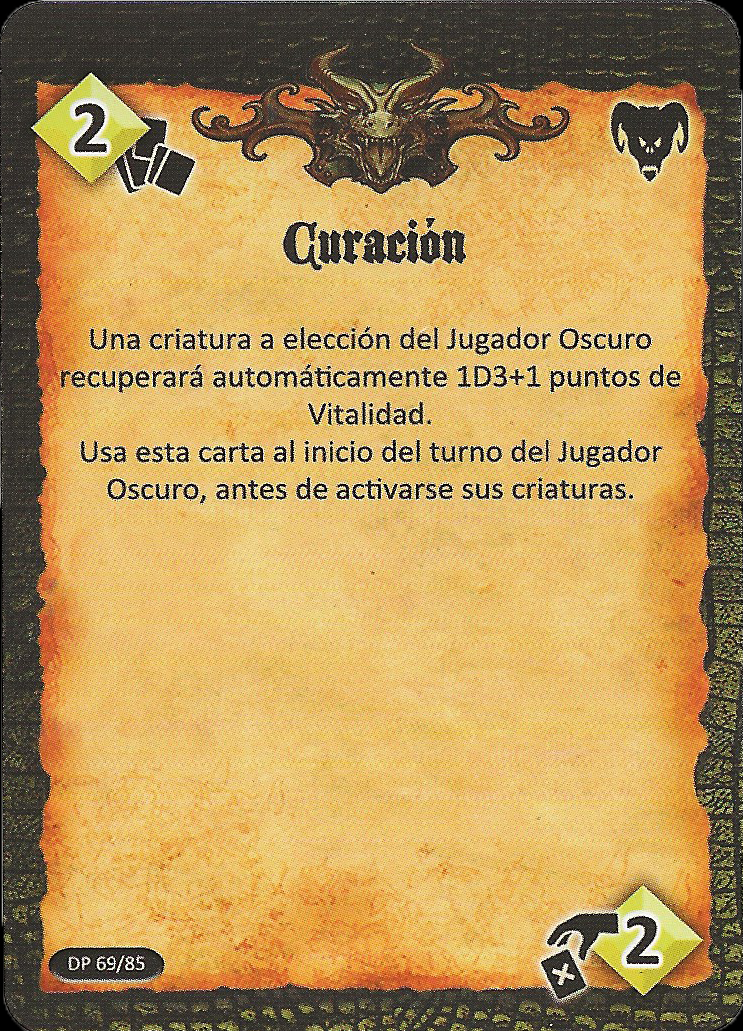 2
Curación
Una criatura a elección del Jugador Oscuro
recuperará automáticamente 1D3+1 puntos de
Vitalidad.
Usa esta carta al inicio del turno del Jugador
Oscuro, antes de activarse sus criaturas.
DP 69/85
2